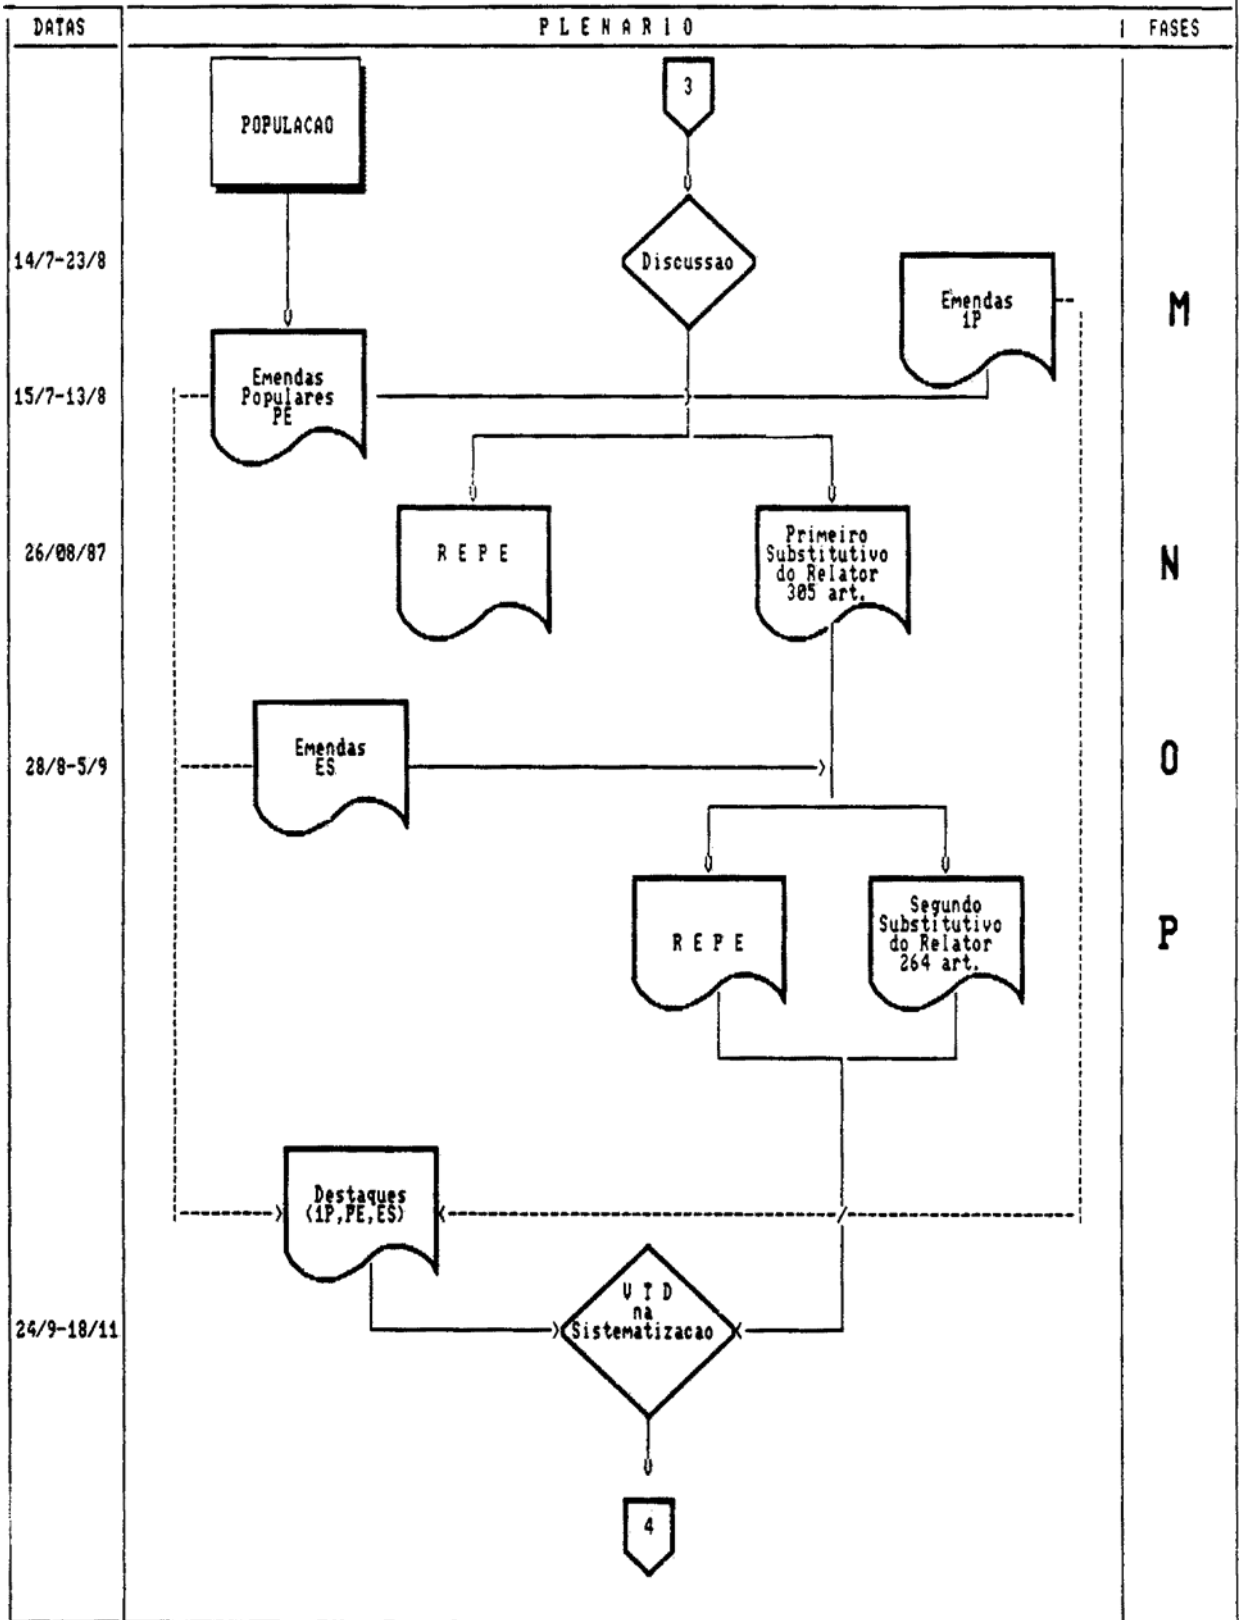 DATAS
PLENARIO
FASES
3
POPULACAO
14/7-23/8
Discussao
Emendas
1P
M
15/7-13/8
Emendas
Populares
PE
26/08/87
REPE
Primeiro
Substitutivo
do Relator
305 art.
N
28/8-5/9
Emendas
ES
O
REPE
Segundo
Substitutivo
do Relator
264 art.
P
Destaques
(1P,PE,ES)
24/9-18/11
V T D
na
Sistematizacao
4